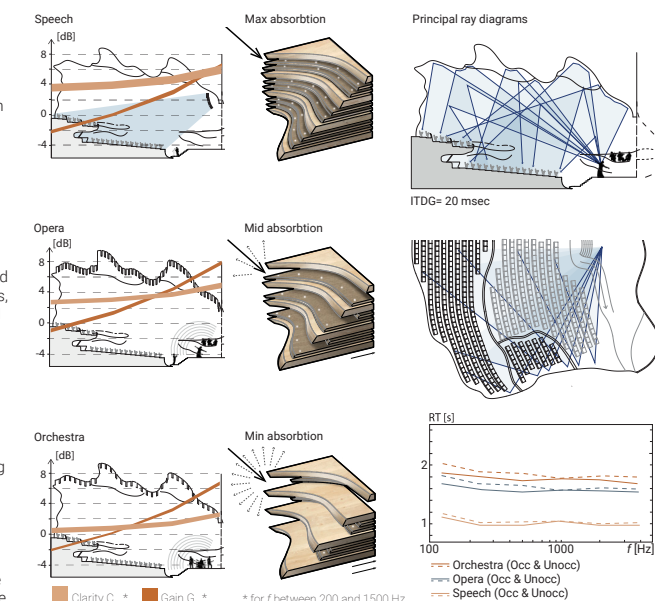 Speech
Max absorbtion
Principal ray diagrams
[dB]
8
4
0
-4
ITDG= 20 msec
Opera
Mid absorbtion
[dB]
8
4
0
-4
Orchestra
Min absorbtion
[dB]
8
4
0
-4
RT [s]
2
1
100
1000
f [Hz]
Orchestra (Occ & Unocc)
Opera (Occ & Unocc)
Speech (Occ & Unocc)
Clarity C *
Gain G *
* for f between 200 and 1500 Hz